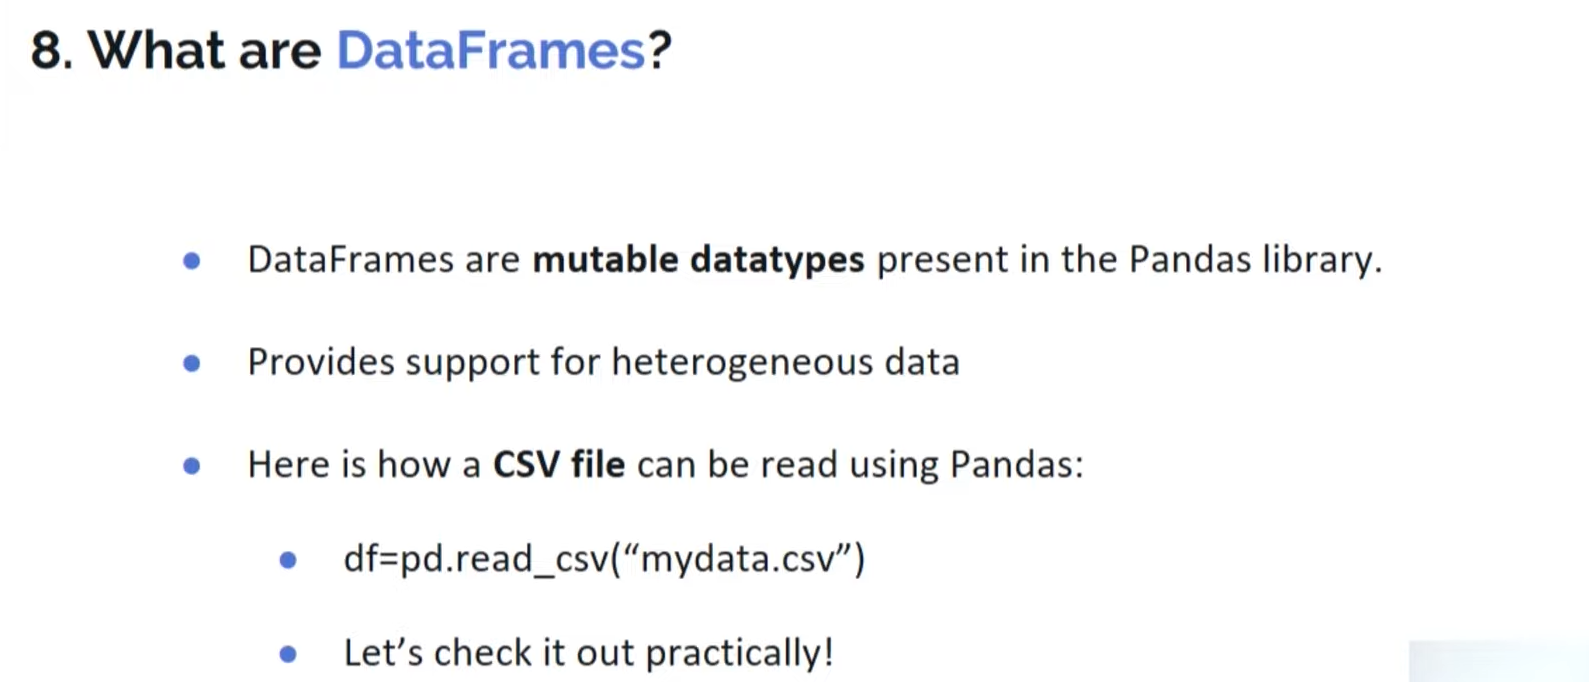 8. What are DataFrames?
• DataFrames are mutable datatypes present in the Pandas library.
• Provides support for heterogeneous data
• Here is how a CSV file can be read using Pandas:
• df=pd.read_csv(“mydata.csv”)
• Let’s check it out practically!